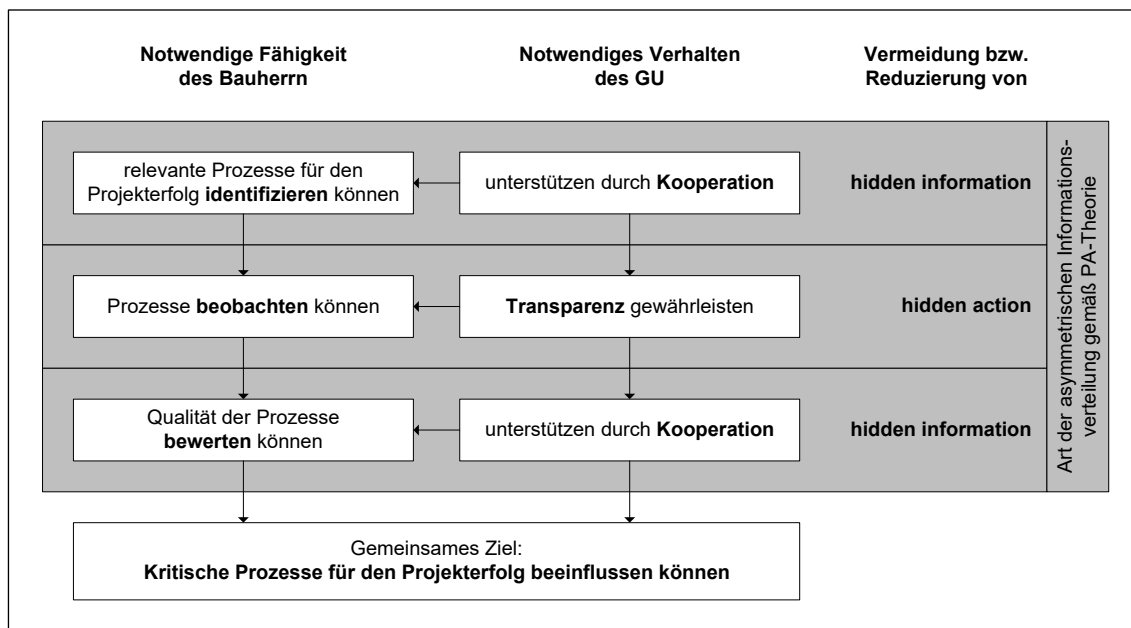 Notwendige Fähigkeit
des Bauherrn
Notwendiges Verhalten
des GU
Vermeidung bzw.
Reduzierung von
relevante Prozesse für den
Projekterfolg identifizieren können
unterstützen durch Kooperation
hidden information
Prozesse beobachten können
Transparenz gewährleisten
hidden action
Qualität der Prozesse
bewerten können
unterstützen durch Kooperation
hidden information
Art der asymmetrischen Informations-
verteilung gemäß PA-Theorie
Gemeinsames Ziel:
Kritische Prozesse für den Projekterfolg beeinflussen können